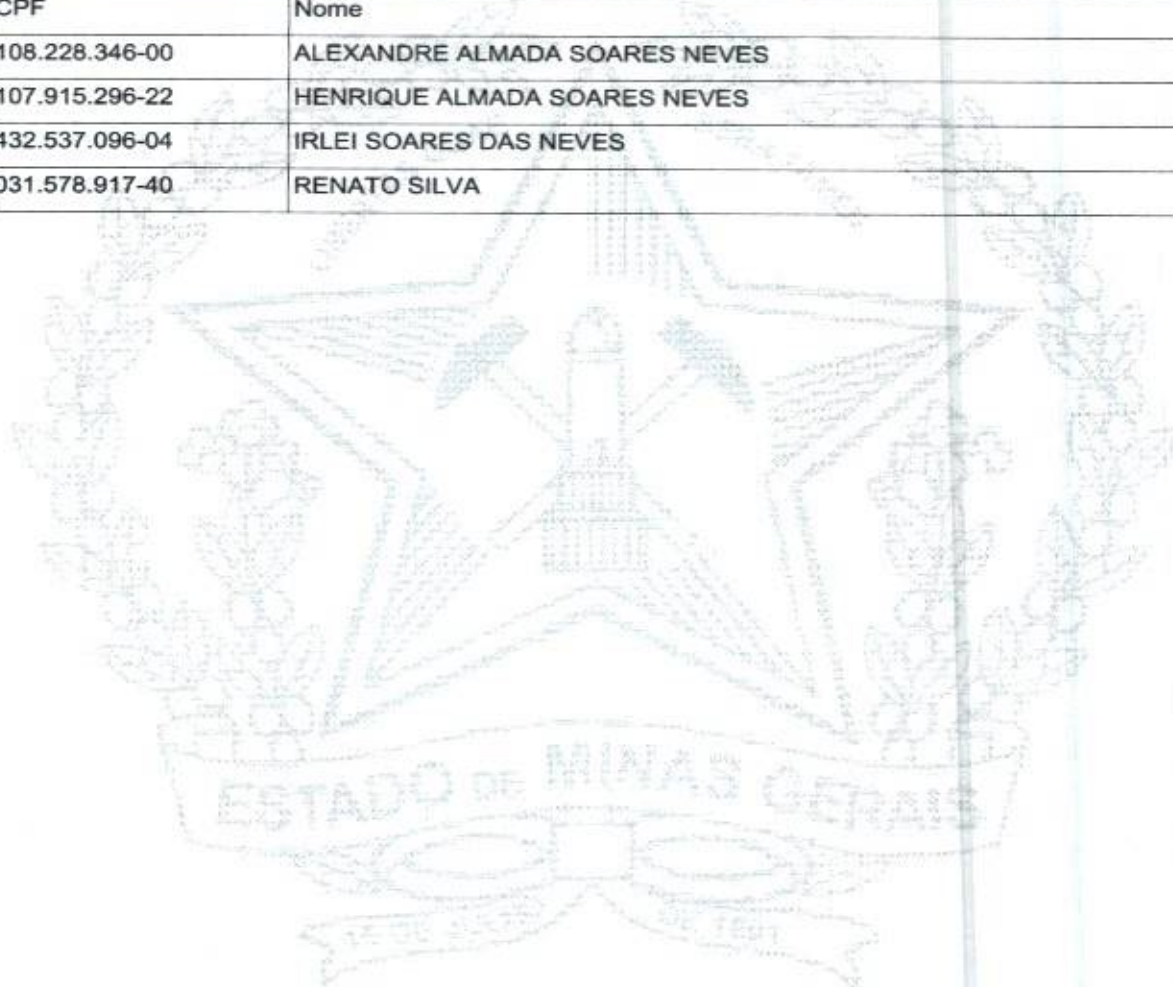 CPF Nome
108.228.346-00 ALEXANDRE ALMADA SOARES NEVES
107.915.296-22 HENRIQUE ALMADA SOARES NEVES
432.537.096-04 IRLEI SOARES DAS NEVES
031.578.917-40 RENATO SILVA
ESTADO DE MINAS GERAIS